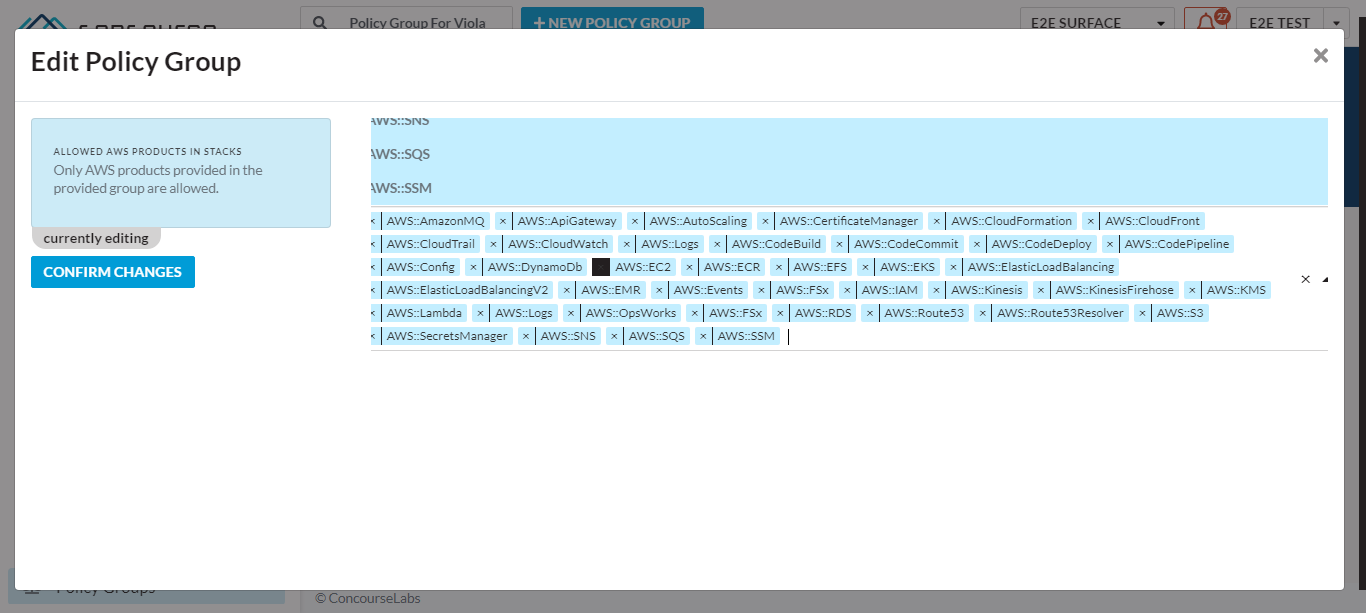 Policy Group For Viola
+ NEW POLICY GROUP
E2E SURFACE
27
E2E TEST
Edit Policy Group
ALLOWED AWS PRODUCTS IN STACKS
Only AWS products provided in the
provided group are allowed.
currently editing
CONFIRM CHANGES
AWS::SNS
AWS::SQS
AWS::SSM
× AWS::AmazonMQ × AWS::ApiGateway × AWS::AutoScaling × AWS::CertificateManager × AWS::CloudFormation × AWS::CloudFront
× AWS::CloudTrail × AWS::CloudWatch × AWS::Logs × AWS::CodeBuild × AWS::CodeCommit × AWS::CodeDeploy × AWS::CodePipeline
× AWS::Config × AWS::DynamoDb AWS::EC2 × AWS::ECR × AWS::EFS × AWS::EKS × AWS::ElasticLoadBalancing
× AWS::ElasticLoadBalancingV2 × AWS::EMR × AWS::Events × AWS::FSx × AWS::IAM × AWS::Kinesis × AWS::KinesisFirehose × AWS::KMS
× AWS::Lambda × AWS::Logs × AWS::OpsWorks × AWS::FSx × AWS::RDS × AWS::Route53 × AWS::Route53Resolver × AWS::S3
× AWS::SecretsManager × AWS::SNS × AWS::SQS × AWS::SSM
Policy Groups
© ConcourseLabs